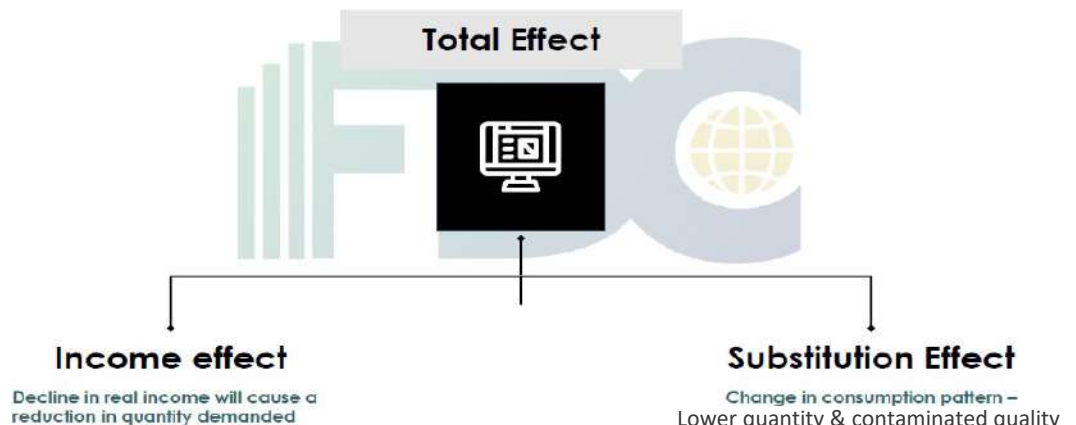 Total Effect
FDC
Income effect
Decline in real income will cause a
reduction in quantity demanded
Substitution Effect
Change in consumption pattern –
Lower quantity & contaminated quality